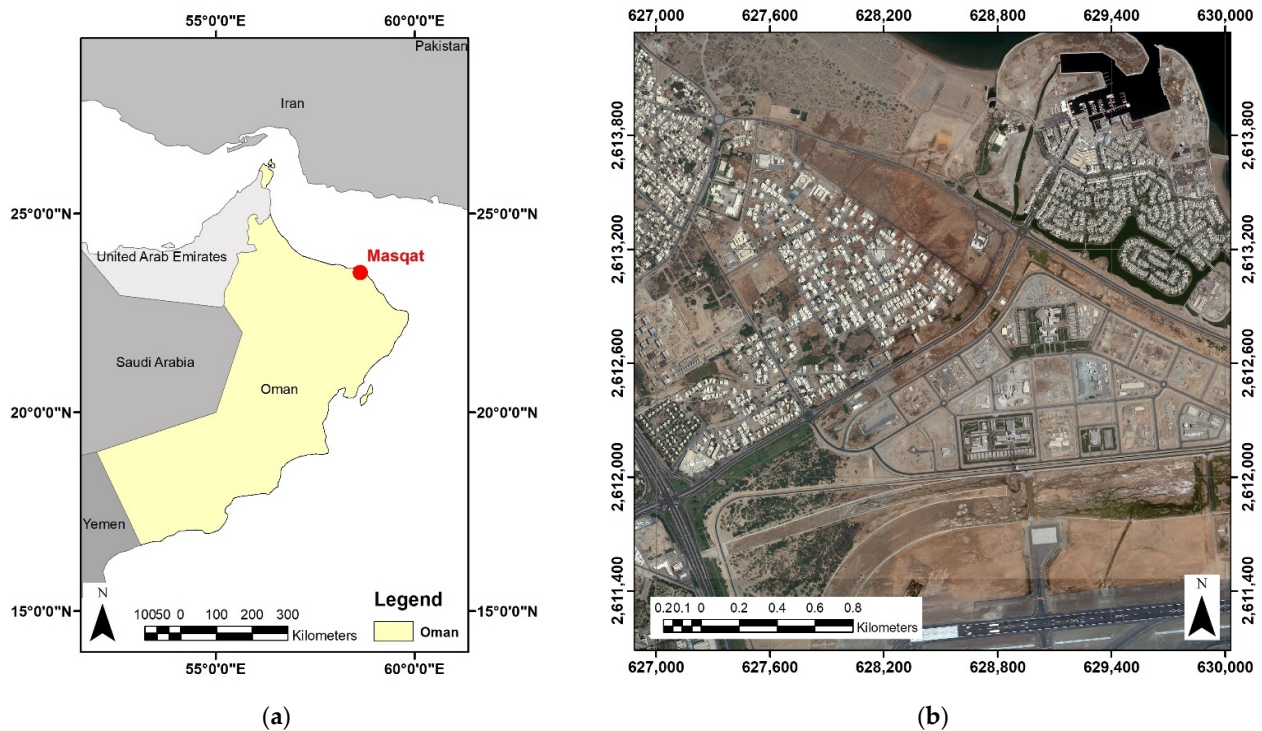 55°0'0"E 60°0'0"E
Pakistan
Iran
25°0'0"N 25°0'0"N
United Arab Emirates
Masqat
Saudi Arabia
Oman
20°0'0"N 20°0'0"N
Yemen
N
Legend
10050 0 100 200 300
Kilometers
Oman
15°0'0"N 15°0'0"N
55°0'0"E 60°0'0"E
(a)
627,000 627,600 628,200 628,800 629,400 630,000
2,613,800 2,613,800
2,613,200 2,613,200
2,612,600 2,612,600
2,612,000 2,612,000
2,611,400 2,611,400
N
0.20.1 0 0.2 0.4 0.6 0.8
Kilometers
627,000 627,600 628,200 628,800 629,400 630,000
(b)